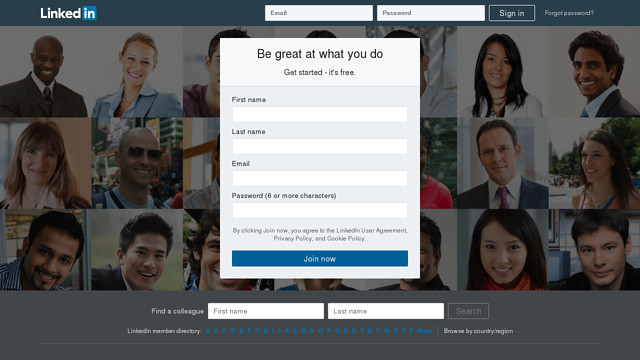 Linked in
Email
Password
Sign in
Forgot password?
Be great at what you do
Get started - it's free.
First name
Last name
Email
Password (6 or more characters)
By clicking Join now, you agree to the LinkedIn User Agreement,
Privacy Policy, and Cookie Policy.
Join now
Find a colleague
First name
Last name
Search
LinkedIn member directory: A B C D E F G H I J K L M N O P Q R S T U V W X Y Z More
Browse by country/region